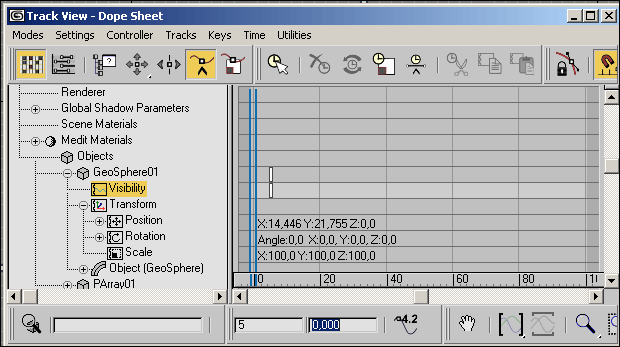 Track View - Dope Sheet
Modes Settings Controller Tracks Keys Time Utilities
Renderer
Global Shadow Parameters
Scene Materials
Medit Materials
Objects
GeoSphere01
Visibility
Transform
Position X:14,446 Y:21,755 Z:0,0
Rotation Angle:0,0 X:0,0, Y:0,0, Z:0,0
Scale X:100,0 Y:100,0 Z:100,0
Object (GeoSphere)
PArray01 0 20 40 60 80
5 0,000 4.2